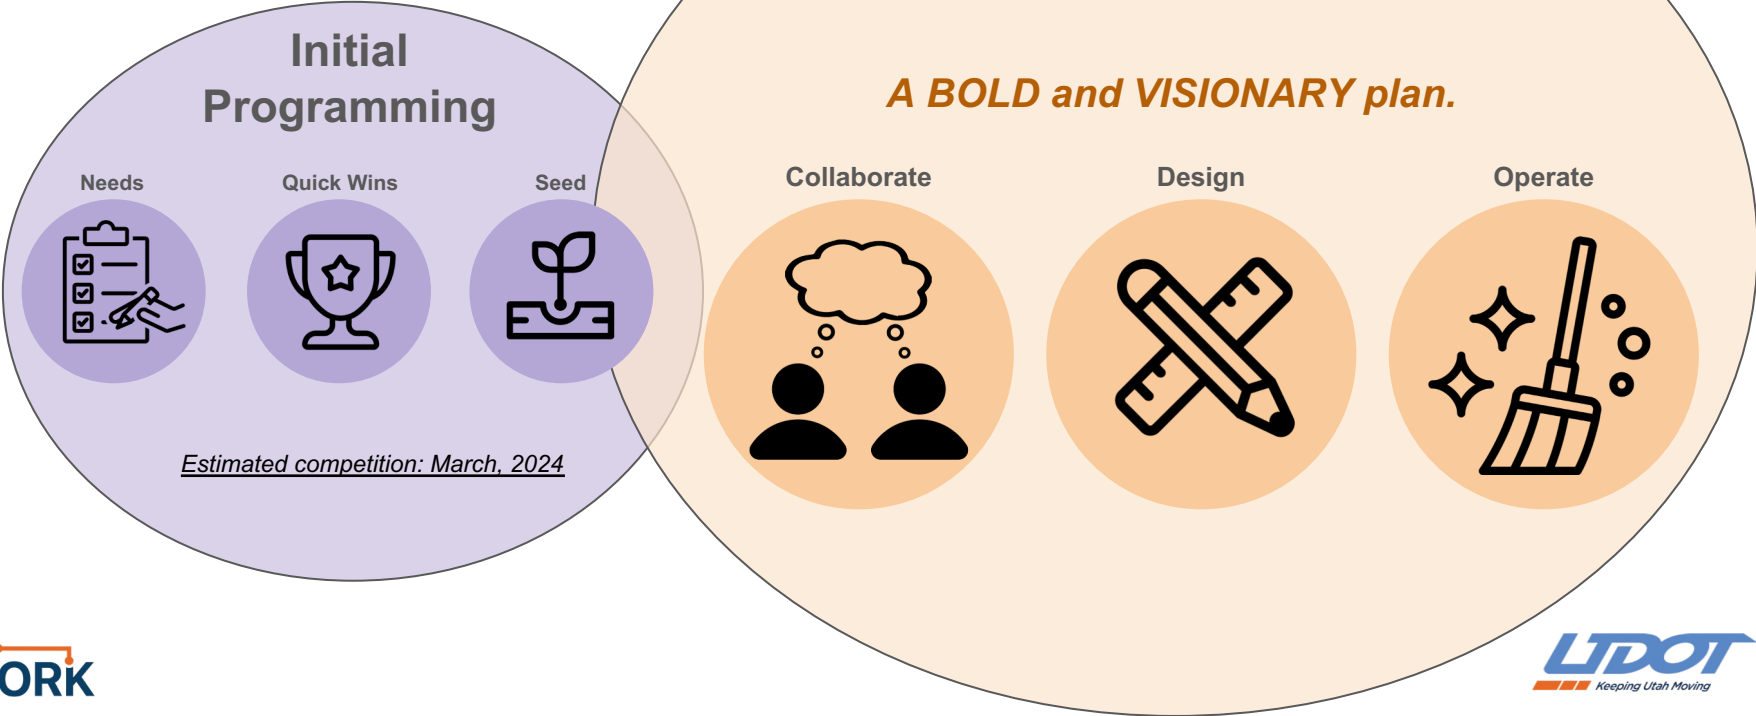 Initial
Programming
A BOLD and VISIONARY plan.
Needs
Quick Wins
Seed
Collaborate
Design
Operate
Estimated competition: March, 2024
ORK
UDOT
Keeping Utah Moving